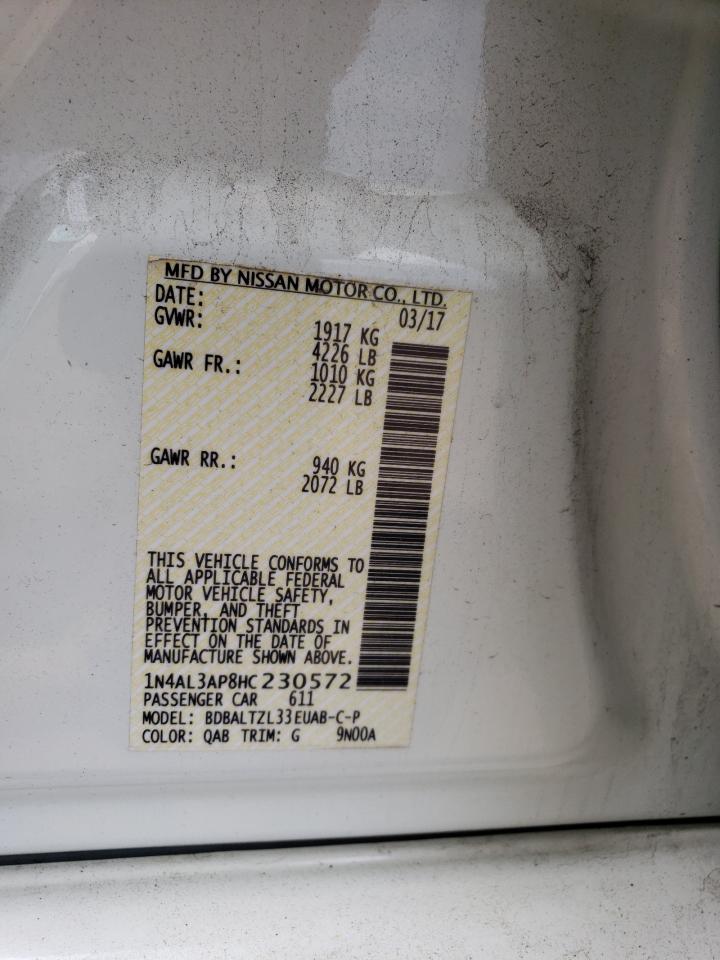 MFD BY NISSAN MOTOR CO., LTD.
DATE: 03/17
GVWR: 1917 KG
4226 LB
GAWR FR.: 1010 KG
2227 LB
GAWR RR.: 940 KG
2072 LB
THIS VEHICLE CONFORMS TO
ALL APPLICABLE FEDERAL
MOTOR VEHICLE SAFETY,
BUMPER, AND THEFT
PREVENTION STANDARDS IN
EFFECT ON THE DATE OF
MANUFACTURE SHOWN ABOVE.
1N4AL3AP8HC230572
PASSENGER CAR 611
MODEL: BDBALTZL33EUAB-C-P
COLOR: QAB TRIM: G 9N00A